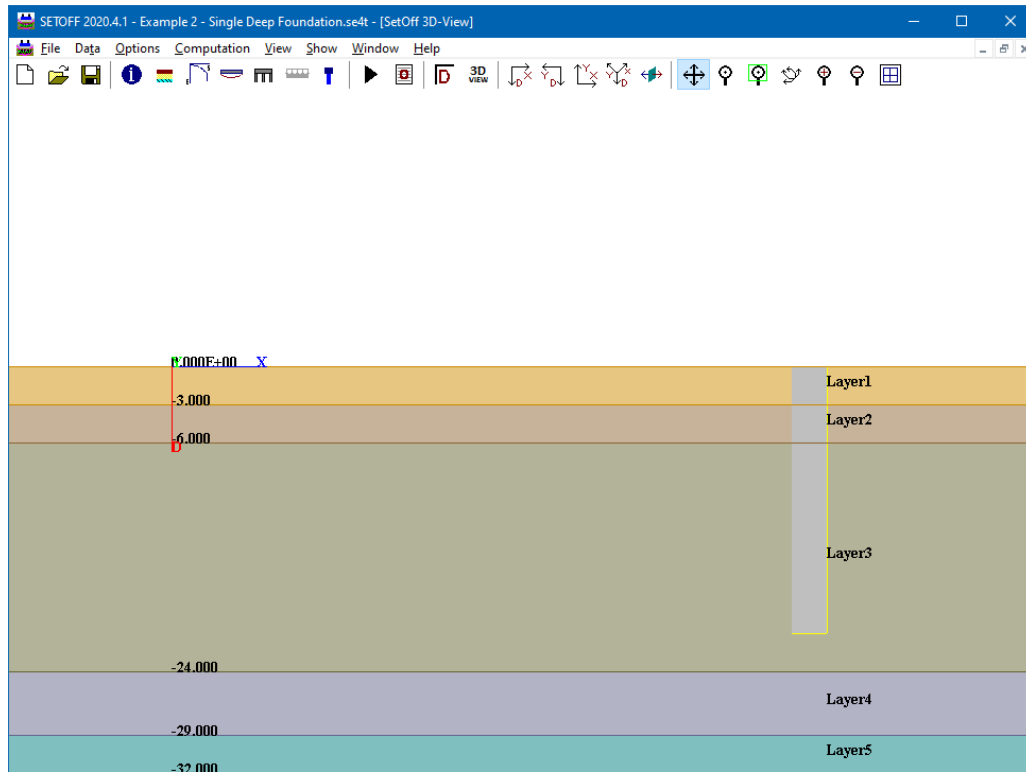 SETOFF 2020.4.1 - Example 2 - Single Deep Foundation.se4t - [SetOff 3D-View]
File Data Options Computation View Show Window Help
3D
VIEW
0.000E+00 X
Layer1
-3.000
Layer2
-6.000
D
Layer3
-24.000
Layer4
-29.000
Layer5
-32.000